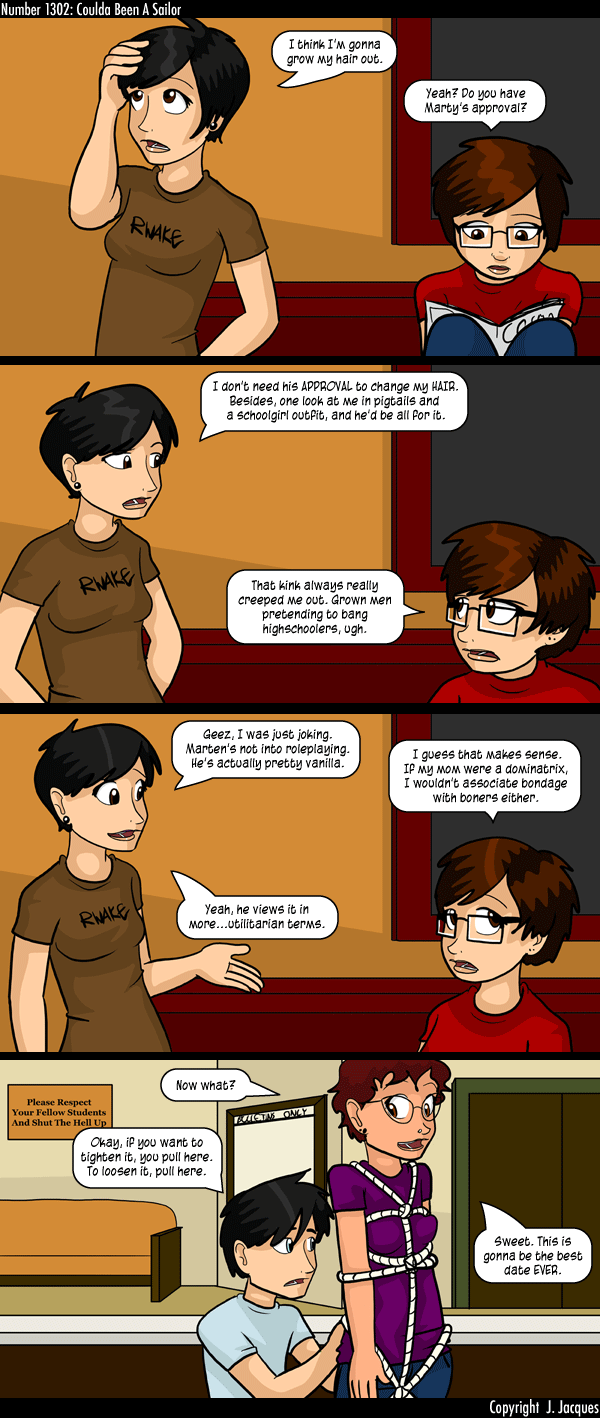 Number 1302: Coulda Been A Sailor
I think I'm gonna
grow my hair out.
Yeah? Do you have
Marty's approval?
RWAKE
I don't need his APPROVAL to change my HAIR.
Besides, one look at me in pigtails and
a schoolgirl outfit, and he'd be all for it.
RWAKE
That kink always really
creeped me out. Grown men
pretending to bang
highschoolers, ugh.
Geez, I was just joking.
Marten's not into roleplaying.
He's actually pretty vanilla.
I guess that makes sense.
If my mom were a dominatrix,
I wouldn't associate bondage
with boners either.
RWAKE
Yeah, he views it in
more...utilitarian terms.
Now what?
Please Respect
Your Fellow Students
And Shut The Hell Up
BULLETINS ONLY
Okay, if you want to
tighten it, you pull here.
To loosen it, pull here.
Sweet. This is
gonna be the best
date EVER.
Copyright J. Jacques